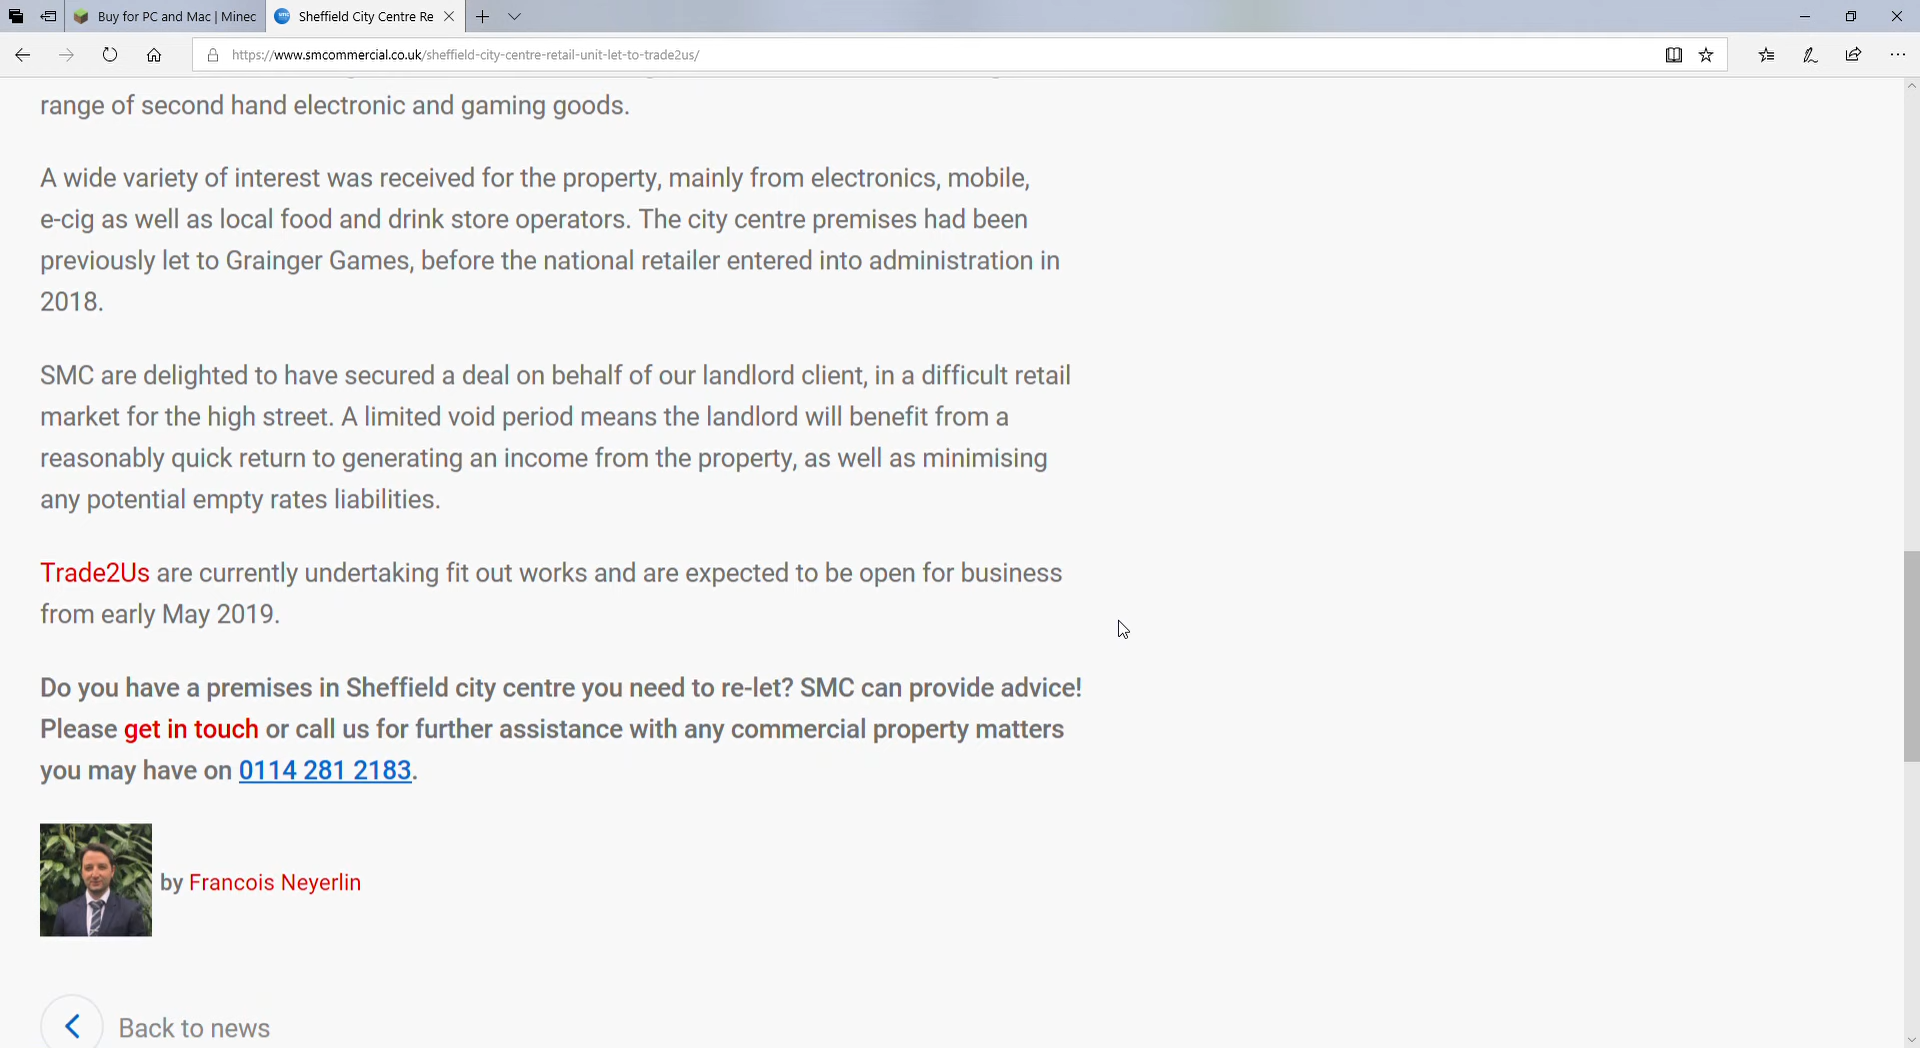 Buy for PC and Mac | Minec
Sheffield City Centre Re
https://www.smcommercial.co.uk/sheffield-city-centre-retail-unit-let-to-trade2us/
range of second hand electronic and gaming goods.
A wide variety of interest was received for the property, mainly from electronics, mobile,
e-cig as well as local food and drink store operators. The city centre premises had been
previously let to Grainger Games, before the national retailer entered into administration in
2018.
SMC are delighted to have secured a deal on behalf of our landlord client, in a difficult retail
market for the high street. A limited void period means the landlord will benefit from a
reasonably quick return to generating an income from the property, as well as minimising
any potential empty rates liabilities.
Trade2Us are currently undertaking fit out works and are expected to be open for business
from early May 2019.
Do you have a premises in Sheffield city centre you need to re-let? SMC can provide advice!
Please get in touch or call us for further assistance with any commercial property matters
you may have on 0114 281 2183.
by Francois Neyerlin
Back to news